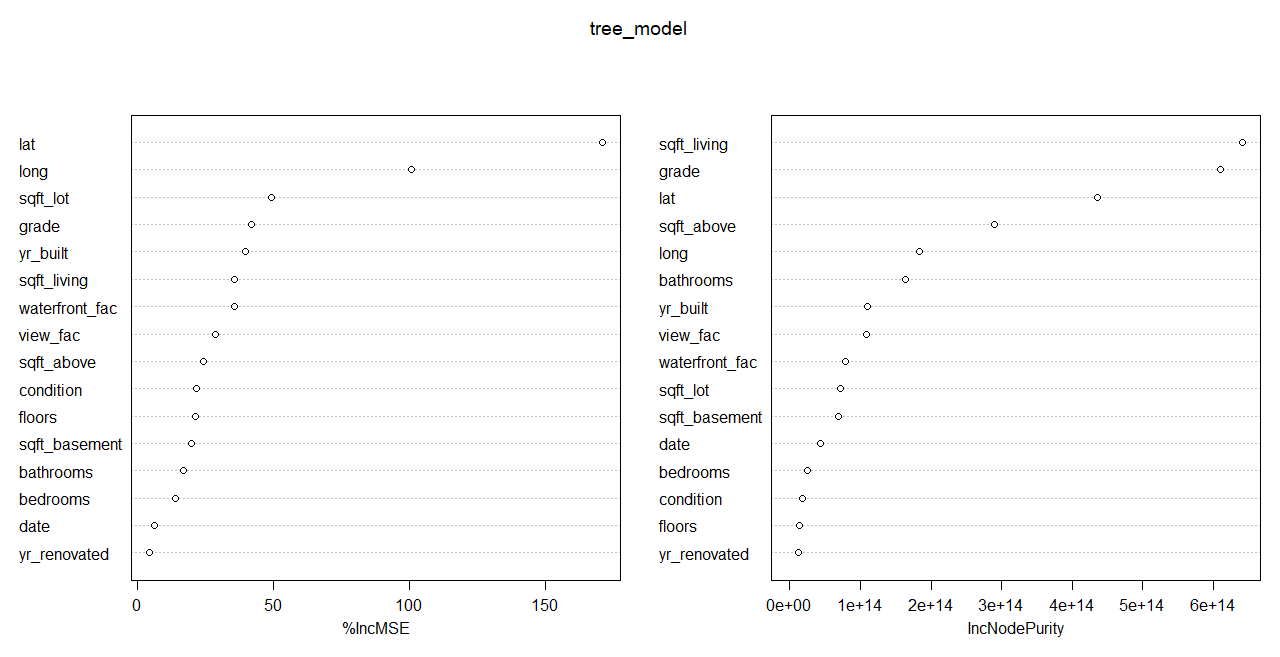 tree_model
lat
long
sqft_lot
grade
yr_built
sqft_living
waterfront_fac
view_fac
sqft_above
condition
floors
sqft_basement
bathrooms
bedrooms
date
yr_renovated
0 50 100 150
%IncMSE
sqft_living
grade
lat
sqft_above
long
bathrooms
yr_built
view_fac
waterfront_fac
sqft_lot
sqft_basement
date
bedrooms
condition
floors
yr_renovated
0e+00 1e+14 2e+14 3e+14 4e+14 5e+14 6e+14
IncNodePurity